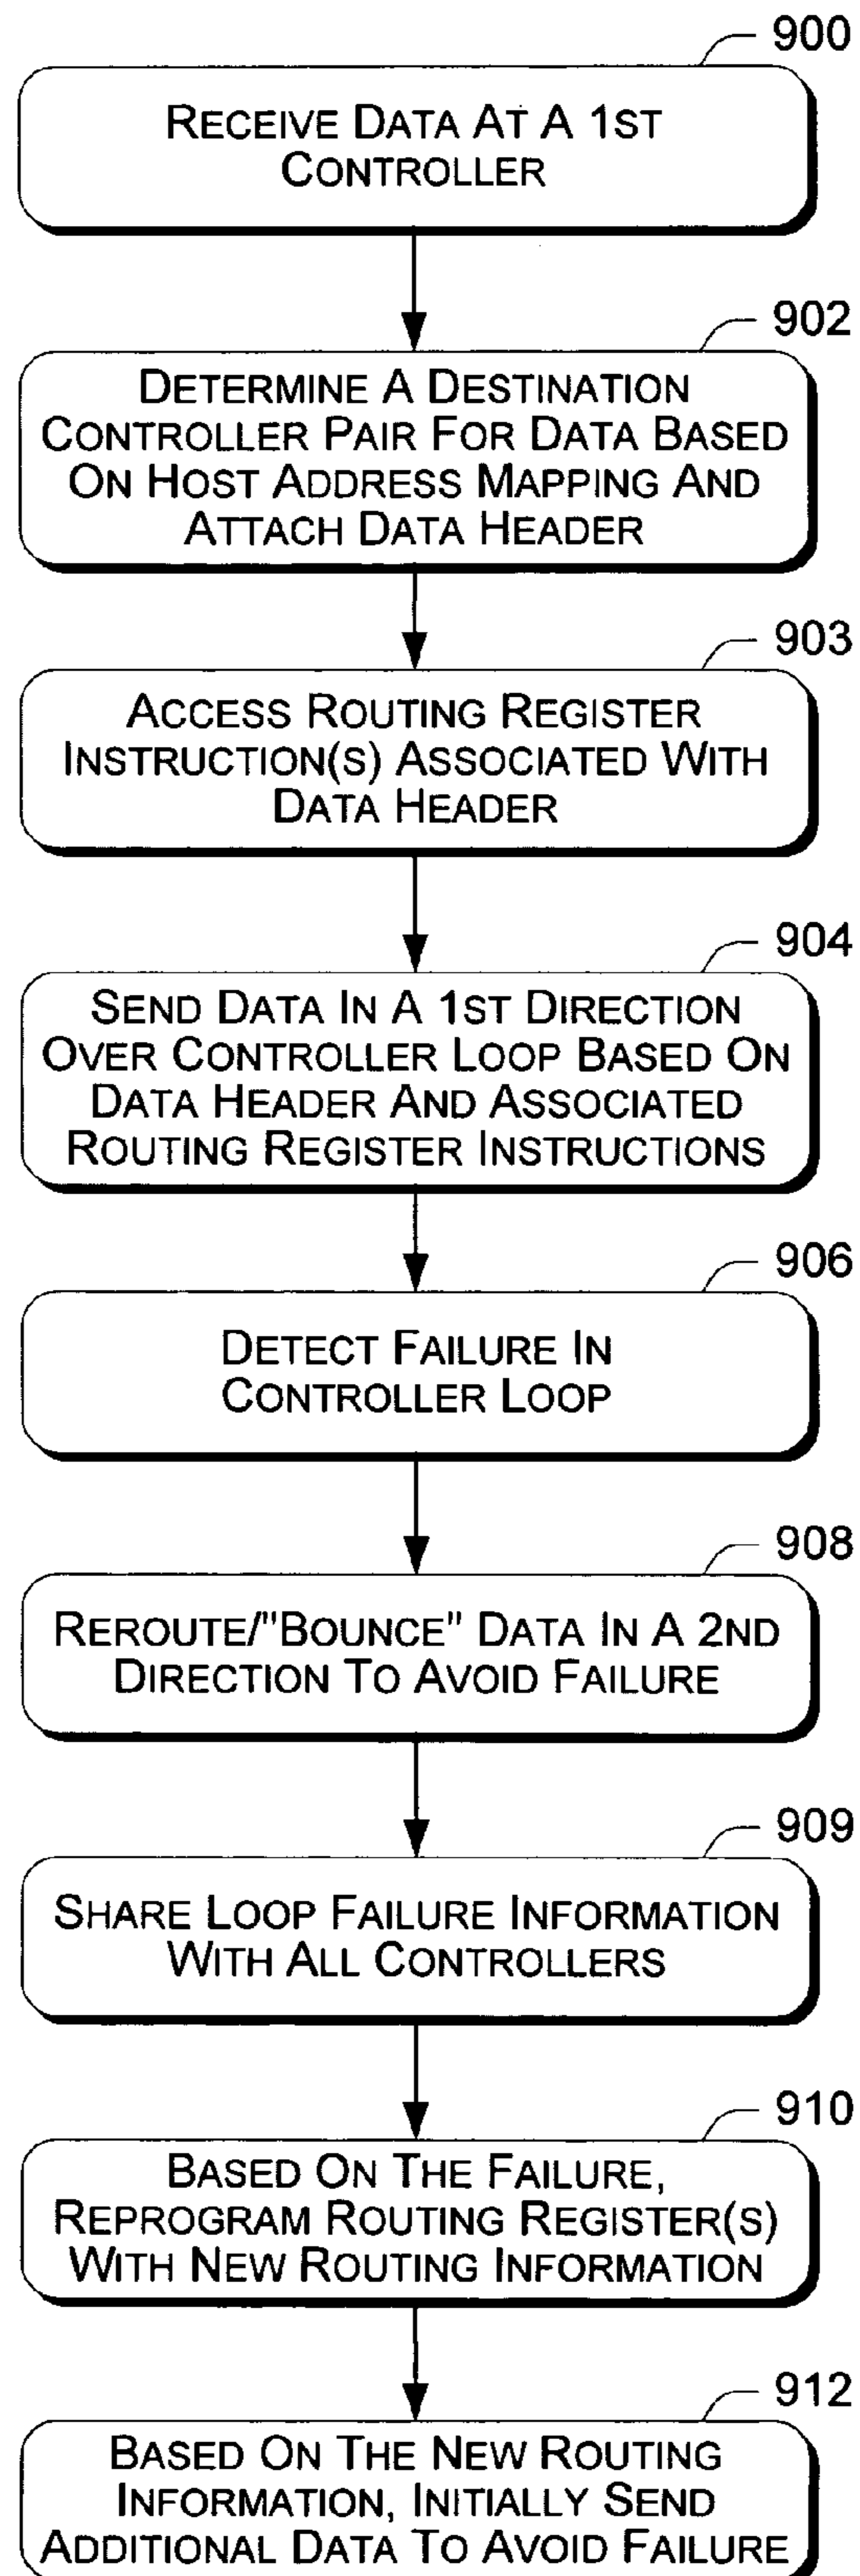 900
RECEIVE DATA AT A 1ST
CONTROLLER
902
DETERMINE A DESTINATION
CONTROLLER PAIR FOR DATA BASED
ON HOST ADDRESS MAPPING AND
ATTACH DATA HEADER
903
ACCESS ROUTING REGISTER
INSTRUCTION(S) ASSOCIATED WITH
DATA HEADER
904
SEND DATA IN A 1ST DIRECTION
OVER CONTROLLER LOOP BASED ON
DATA HEADER AND ASSOCIATED
ROUTING REGISTER INSTRUCTIONS
906
DETECT FAILURE IN
CONTROLLER LOOP
908
REROUTE/"BOUNCE" DATA IN A 2ND
DIRECTION TO AVOID FAILURE
909
SHARE LOOP FAILURE INFORMATION
WITH ALL CONTROLLERS
910
BASED ON THE FAILURE,
REPROGRAM ROUTING REGISTER(S)
WITH NEW ROUTING INFORMATION
912
BASED ON THE NEW ROUTING
INFORMATION, INITIALLY SEND
ADDITIONAL DATA TO AVOID FAILURE